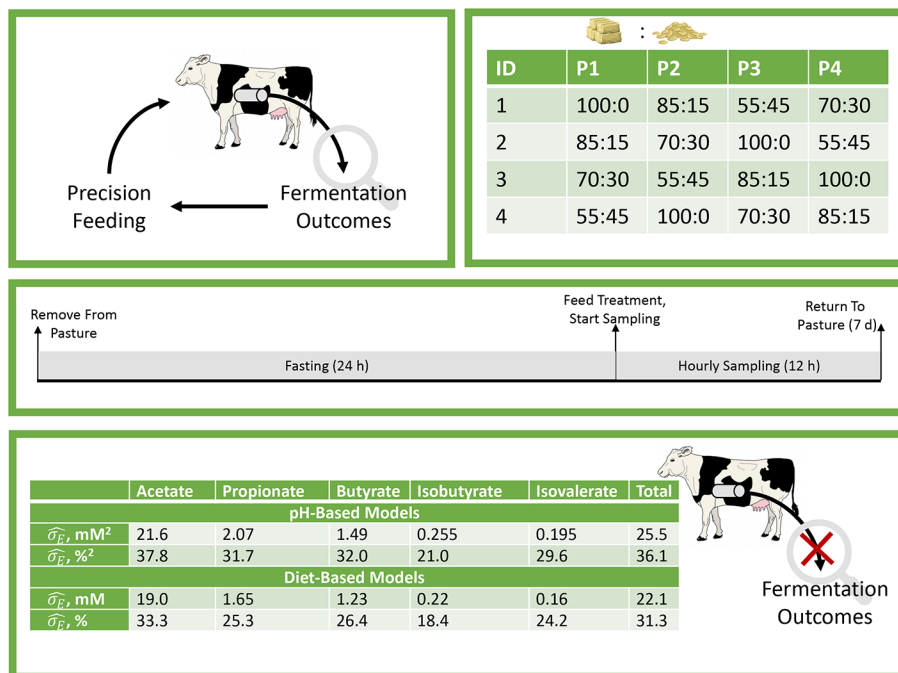 Precision
Feeding
Fermentation
Outcomes
:
ID P1 P2 P3 P4
1 100:0 85:15 55:45 70:30
2 85:15 70:30 100:0 55:45
3 70:30 55:45 85:15 100:0
4 55:45 100:0 70:30 85:15
Remove From
Pasture
Feed Treatment,
Start Sampling
Return To
Pasture (7 d)
Fasting (24 h)
Hourly Sampling (12 h)
Acetate Propionate Butyrate Isobutyrate Isovalerate Total
pH-Based Models
σ̂_E, mM² 21.6 2.07 1.49 0.255 0.195 25.5
σ̂_E, %² 37.8 31.7 32.0 21.0 29.6 36.1
Diet-Based Models
σ̂_E, mM 19.0 1.65 1.23 0.22 0.16 22.1
σ̂_E, % 33.3 25.3 26.4 18.4 24.2 31.3
Fermentation
Outcomes